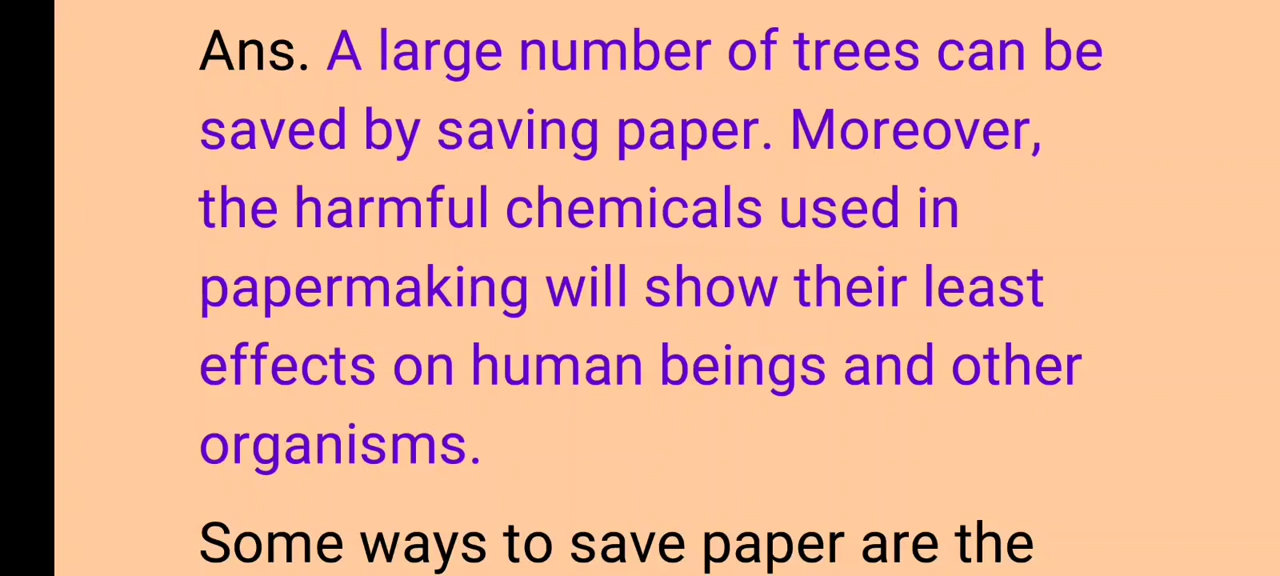 Ans. A large number of trees can be
saved by saving paper. Moreover,
the harmful chemicals used in
papermaking will show their least
effects on human beings and other
organisms.
Some ways to save paper are the